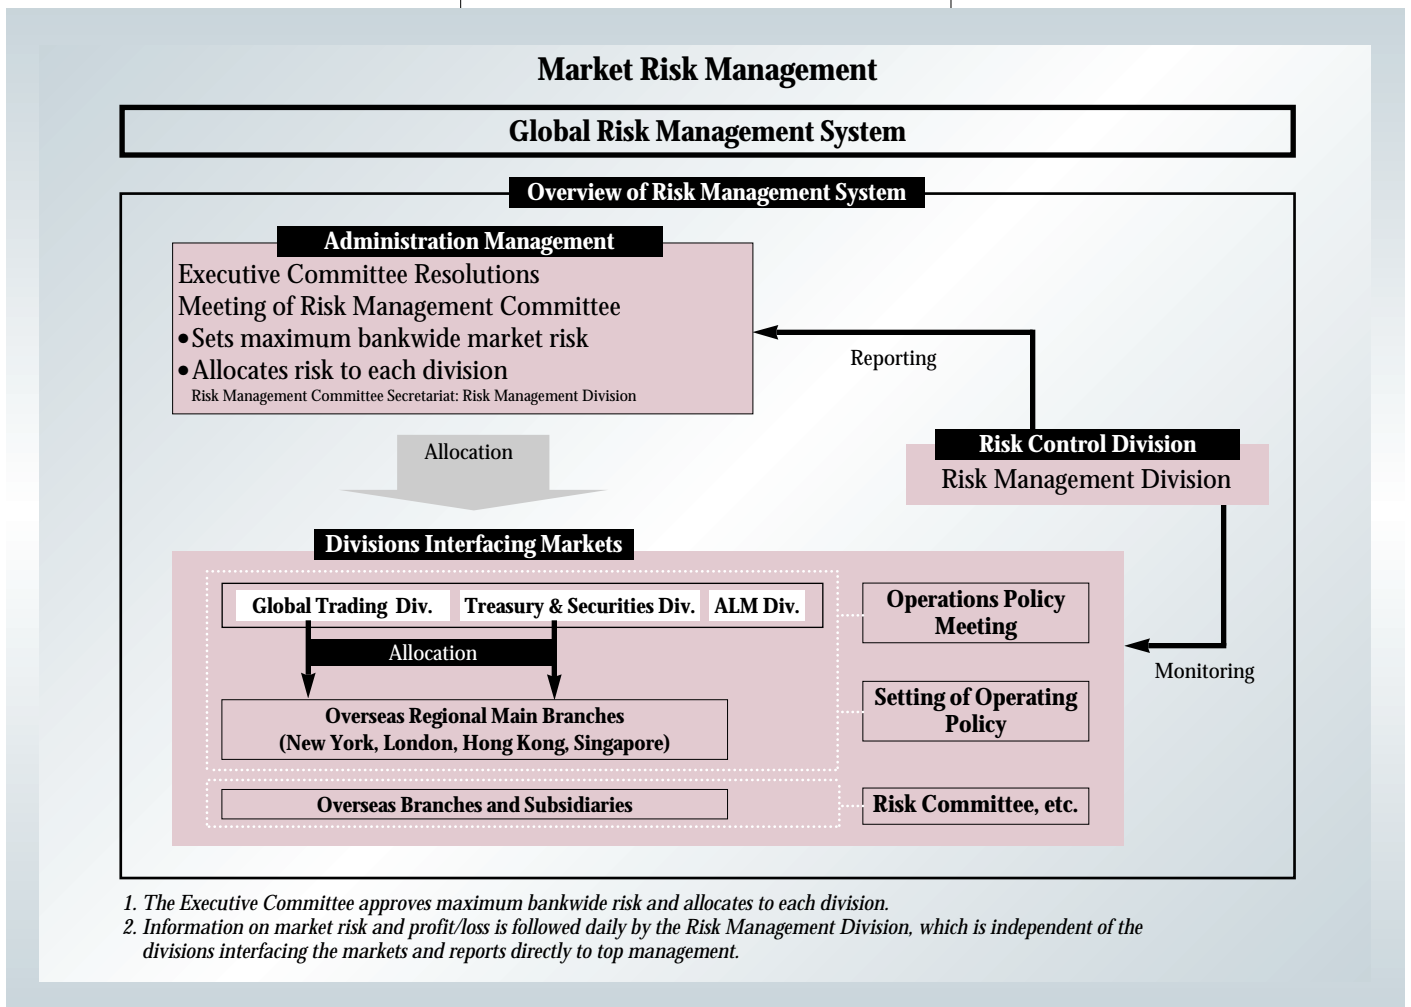 Market Risk Management
Global Risk Management System
Overview of Risk Management System
Administration Management
Executive Committee Resolutions
Meeting of Risk Management Committee
•Sets maximum bankwide market risk
•Allocates risk to each division
Risk Management Committee Secretariat: Risk Management Division
Reporting
Risk Control Division
Risk Management Division
Allocation
Divisions Interfacing Markets
Global Trading Div.
Treasury & Securities Div.
ALM Div.
Allocation
Overseas Regional Main Branches
(New York, London, Hong Kong, Singapore)
Overseas Branches and Subsidiaries
Operations Policy
Meeting
Setting of Operating
Policy
Risk Committee, etc.
Monitoring
1. The Executive Committee approves maximum bankwide risk and allocates to each division.
2. Information on market risk and profit/loss is followed daily by the Risk Management Division, which is independent of the
divisions interfacing the markets and reports directly to top management.